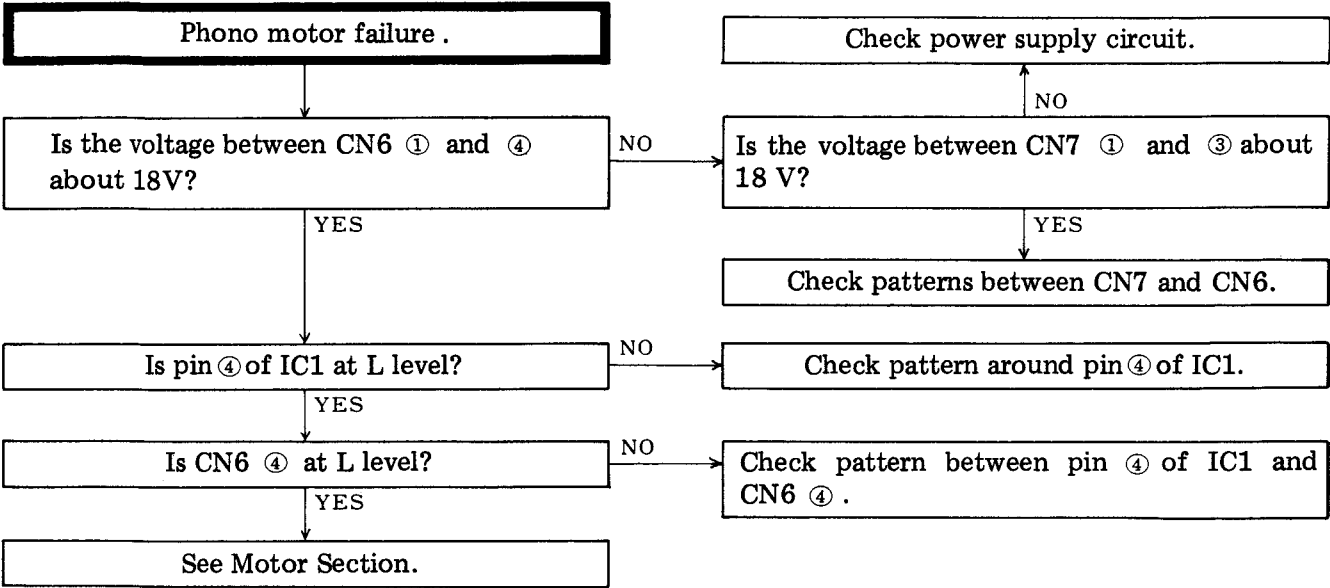 Phono motor failure .
Check power supply circuit.
NO
Is the voltage between CN6 ① and ④
about 18V?
NO
Is the voltage between CN7 ① and ③ about
18 V?
YES
YES
Check patterns between CN7 and CN6.
Is pin ④ of IC1 at L level?
NO
Check pattern around pin ④ of IC1.
YES
Is CN6 ④ at L level?
NO
Check pattern between pin ④ of IC1 and
CN6 ④ .
YES
See Motor Section.